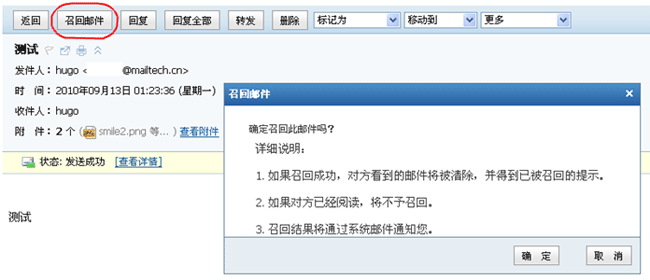 返回 召回邮件 回复 回复全部 转发 删除 标记为 移动到 更多
测试
发件人：hugo < @mailtech.cn>
时 间：2010年09月13日 01:23:36 (星期一)
收件人：hugo
附 件：2 个 ( smile2.png 等... ) 查看附件
状态: 发送成功 [查看详情]
测试
召回邮件 ×
确定召回此邮件吗？
详细说明：
1. 如果召回成功，对方看到的邮件将被清除，并得到已被召回的提示。
2. 如果对方已经阅读，将不予召回。
3. 召回结果将通过系统邮件通知您。
确 定 取 消